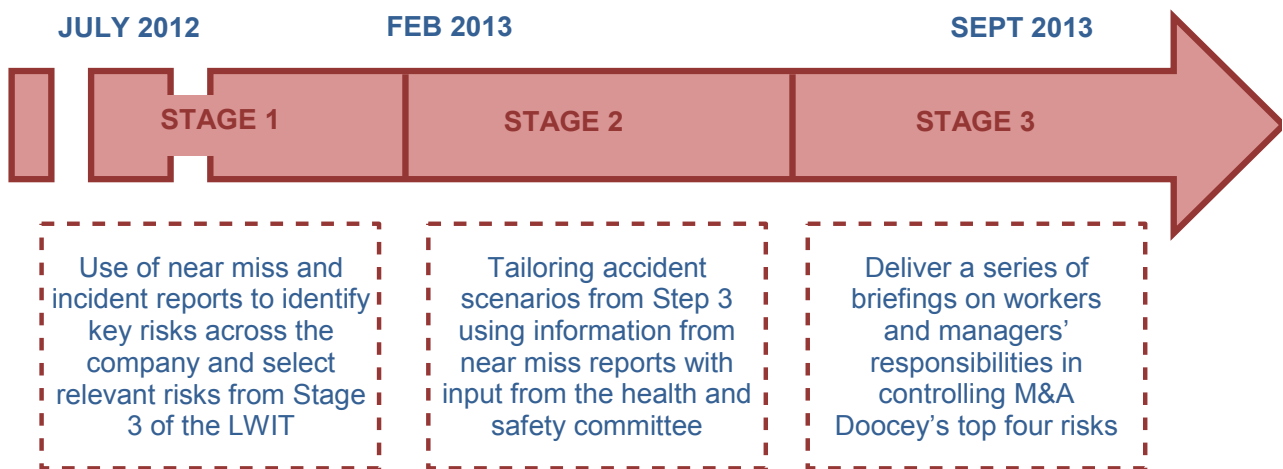 JULY 2012
FEB 2013
SEPT 2013
STAGE 1
STAGE 2
STAGE 3
Use of near miss and
incident reports to identify
key risks across the
company and select
relevant risks from Stage
3 of the LWIT
Tailoring accident
scenarios from Step 3
using information from
near miss reports with
input from the health and
safety committee
Deliver a series of
briefings on workers
and managers’
responsibilities in
controlling M&A
Doocey’s top four risks